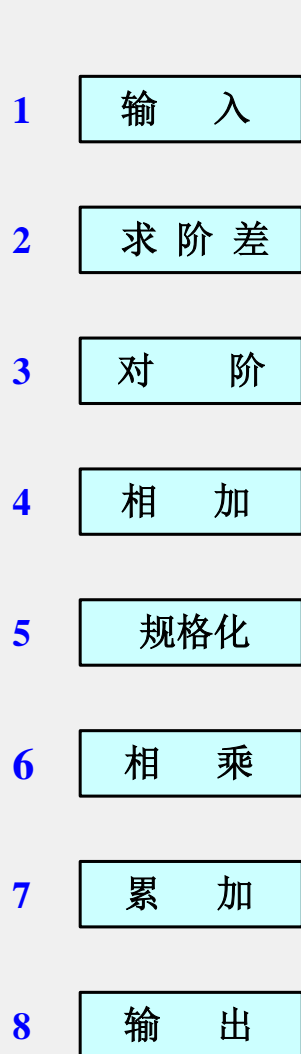 1 输 入
2 求 阶 差
3 对 阶
4 相 加
5 规格化
6 相 乘
7 累 加
8 输 出